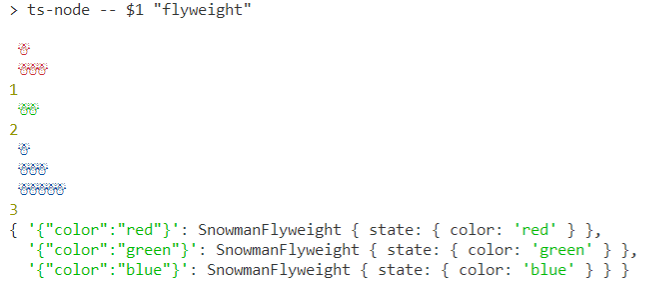 > ts-node -- $1 "flyweight"
☃
☃☃☃
1
☃☃
2
☃
☃☃☃
☃☃☃☃☃
3
{ '{"color":"red"}': SnowmanFlyweight { state: { color: 'red' } },
'{"color":"green"}': SnowmanFlyweight { state: { color: 'green' } },
'{"color":"blue"}': SnowmanFlyweight { state: { color: 'blue' } } }